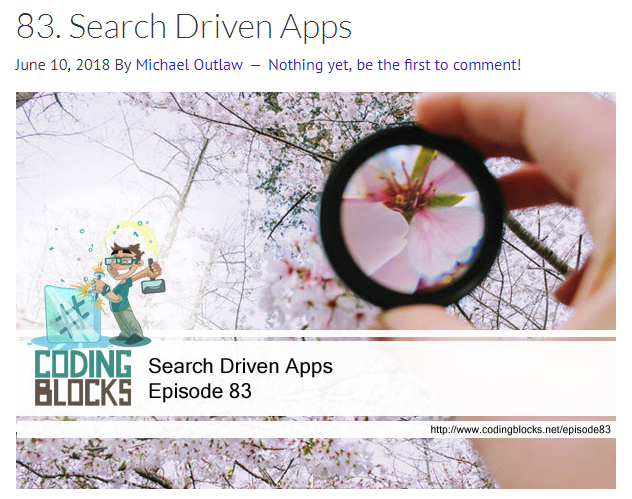 83. Search Driven Apps
June 10, 2018 By Michael Outlaw — Nothing yet, be the first to comment!
CODING
BLOCKS
Search Driven Apps
Episode 83
http://www.codingblocks.net/episode83